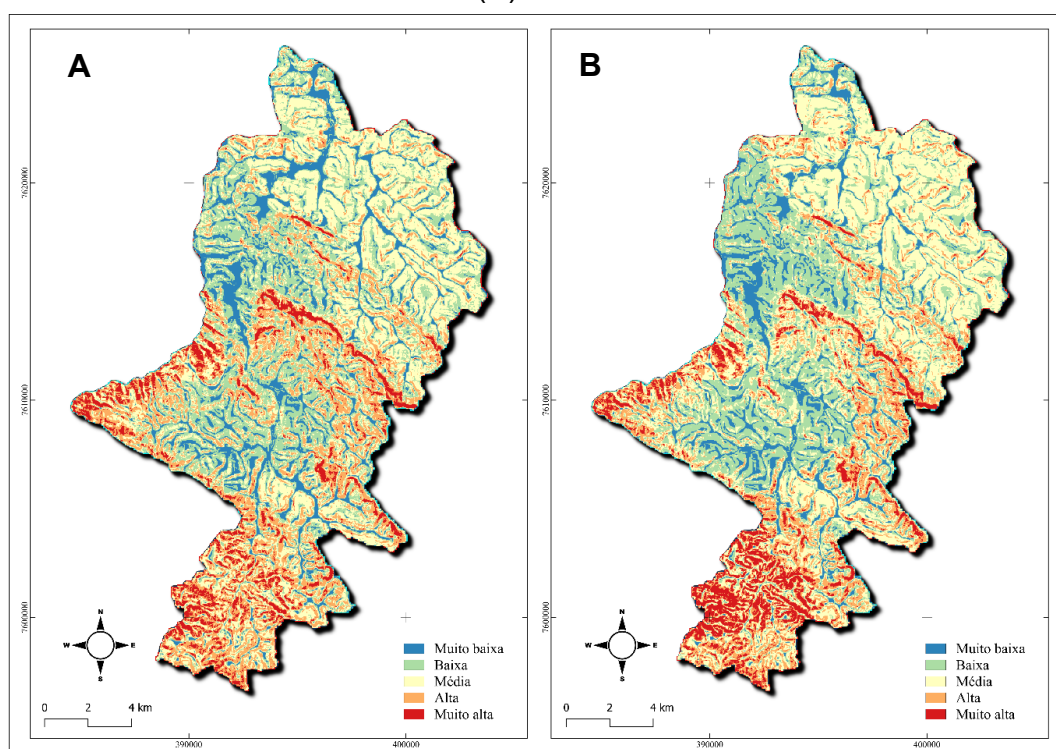 A
7620000
7610000
7600000
N
W E
S
0 2 4 km
Muito baixa
Baixa
Média
Alta
Muito alta
390000 400000
B
7620000
7610000
7600000
N
W E
S
0 2 4 km
Muito baixa
Baixa
Média
Alta
Muito alta
390000 400000